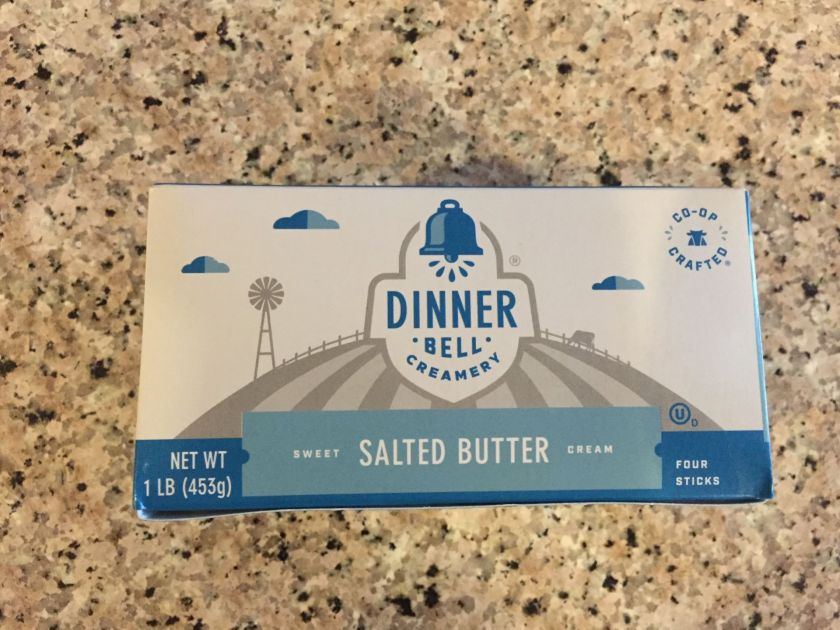 CO-OP
CRAFTED®
®
DINNER
·BELL·
CREAMERY
U D
SWEET SALTED BUTTER CREAM
NET WT
1 LB (453g)
FOUR
STICKS